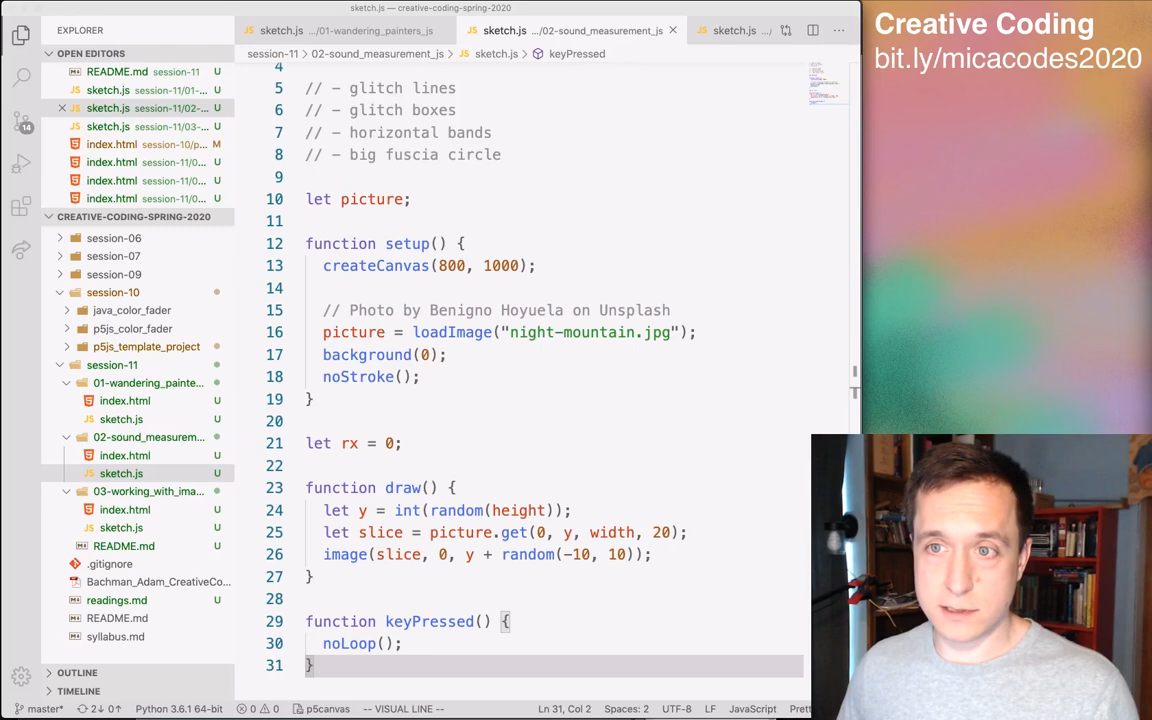 sketch.js — creative-coding-spring-2020
Creative Coding
bit.ly/micacodes2020
EXPLORER
OPEN EDITORS
README.md session-11
JS sketch.js session-11/01-...
JS sketch.js session-11/02-...
JS sketch.js session-11/03-...
index.html session-10/p... M
index.html session-11/0... U
index.html session-11/0... U
index.html session-11/0... U
CREATIVE-CODING-SPRING-2020
session-06
session-07
session-09
session-10
java_color_fader
p5js_color_fader
p5js_template_project
session-11
01-wandering_painte...
index.html U
JS sketch.js U
02-sound_measurem...
index.html U
JS sketch.js U
03-working_with_ima...
index.html U
JS sketch.js U
README.md U
.gitignore
Bachman_Adam_CreativeCo...
readings.md U
README.md
syllabus.md
OUTLINE
TIMELINE
14
JS sketch.js .../01-wandering_painters_js
JS sketch.js .../02-sound_measurement_js
JS sketch.js .../
session-11 > 02-sound_measurement_js > JS sketch.js > keyPressed
4
5 // - glitch lines
6 // - glitch boxes
7 // - horizontal bands
8 // - big fuscia circle
9
10 let picture;
11
12 function setup() {
13 createCanvas(800, 1000);
14
15 // Photo by Benigno Hoyuela on Unsplash
16 picture = loadImage("night-mountain.jpg");
17 background(0);
18 noStroke();
19 }
20
21 let rx = 0;
22
23 function draw() {
24 let y = int(random(height));
25 let slice = picture.get(0, y, width, 20);
26 image(slice, 0, y + random(-10, 10));
27 }
28
29 function keyPressed() {
30 noLoop();
31 }
master* 2↓ 0↑ Python 3.6.1 64-bit 0 0 p5canvas -- VISUAL LINE -- Ln 31, Col 2 Spaces: 2 UTF-8 LF JavaScript Prett